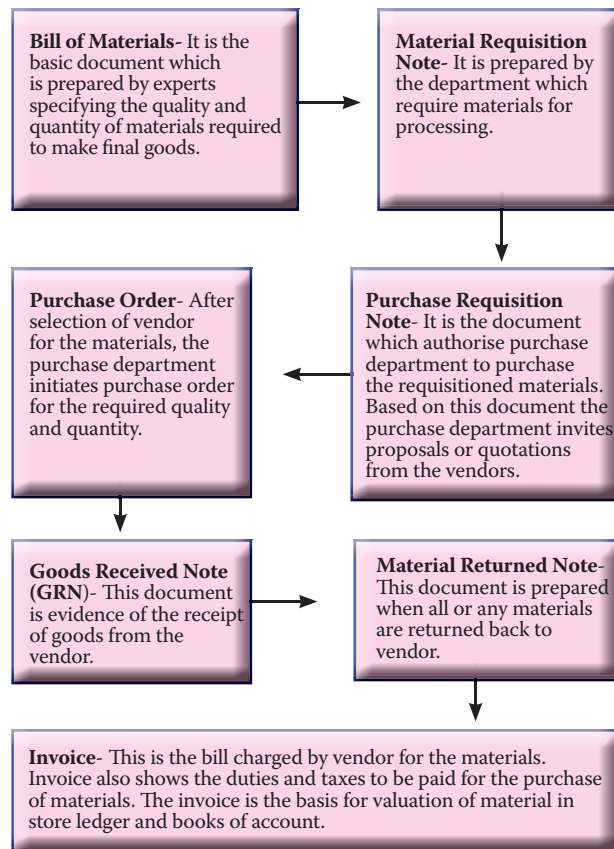 Bill of Materials- It is the
basic document which
is prepared by experts
specifying the quality and
quantity of materials required
to make final goods.
Material Requisition
Note- It is prepared by
the department which
require materials for
processing.
Purchase Requisition
Note- It is the document
which authorise purchase
department to purchase
the requisitioned materials.
Based on this document the
purchase department invites
proposals or quotations
from the vendors.
Purchase Order- After
selection of vendor
for the materials, the
purchase department
initiates purchase order
for the required quality
and quantity.
Goods Received Note
(GRN)- This document
is evidence of the receipt
of goods from the
vendor.
Material Returned Note-
This document is prepared
when all or any materials
are returned back to
vendor.
Invoice- This is the bill charged by vendor for the materials.
Invoice also shows the duties and taxes to be paid for the purchase
of materials. The invoice is the basis for valuation of material in
store ledger and books of account.